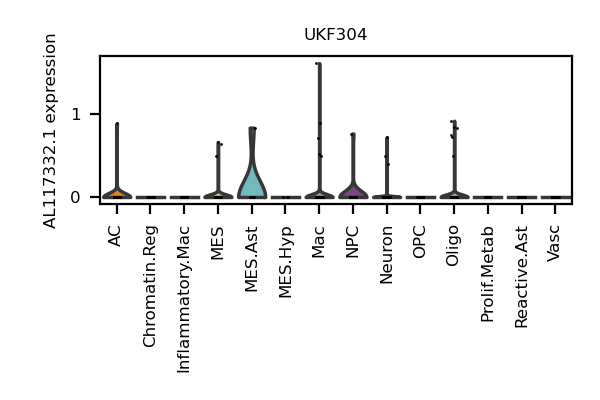 UKF304
AL117332.1 expression
1
0
AC
Chromatin.Reg
Inflammatory.Mac
MES
MES.Ast
MES.Hyp
Mac
NPC
Neuron
OPC
Oligo
Prolif.Metab
Reactive.Ast
Vasc